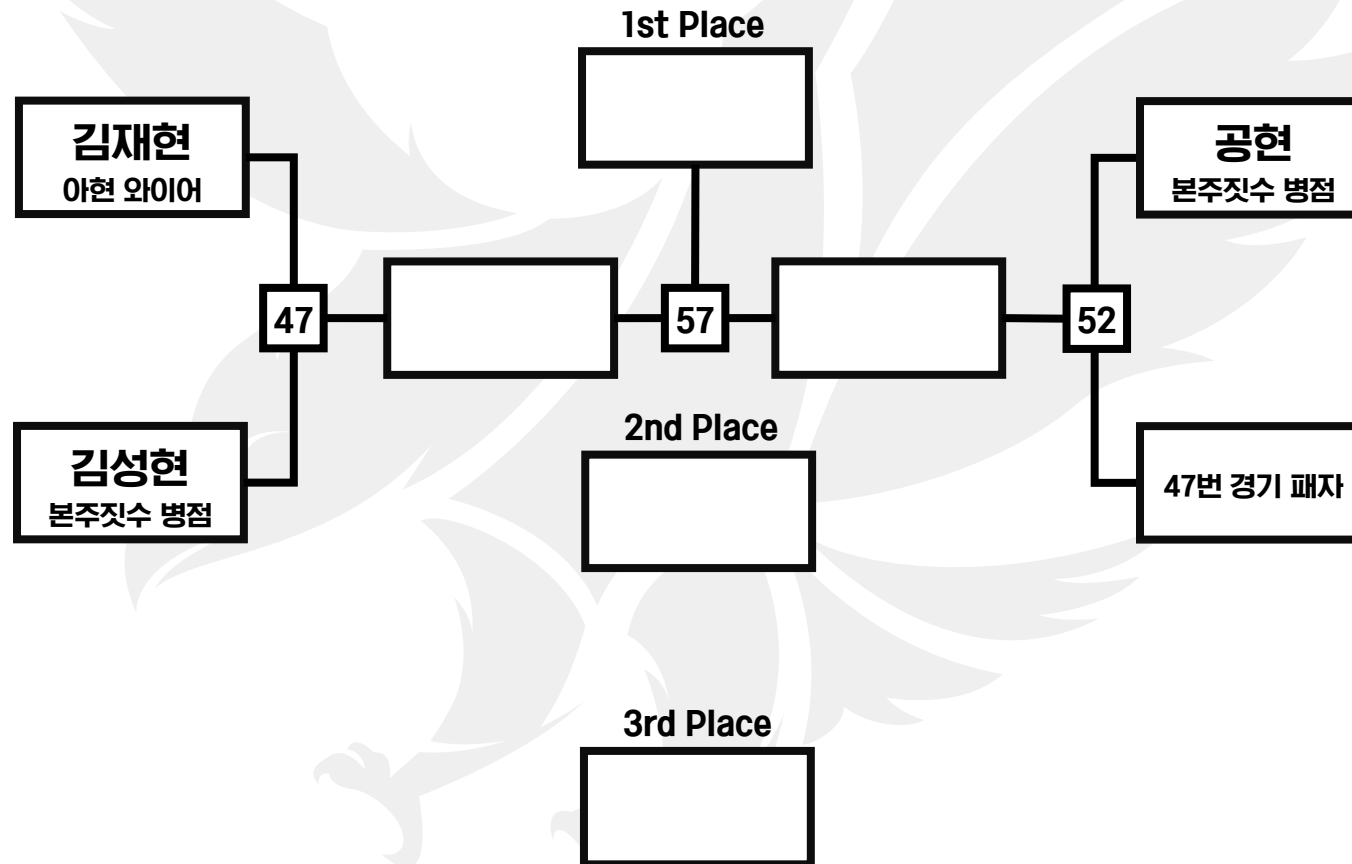 1st Place
김재현
아현 와이어
공현
본주짓수 병점
47
57
52
2nd Place
김성현
본주짓수 병점
47번 경기 패자
3rd Place